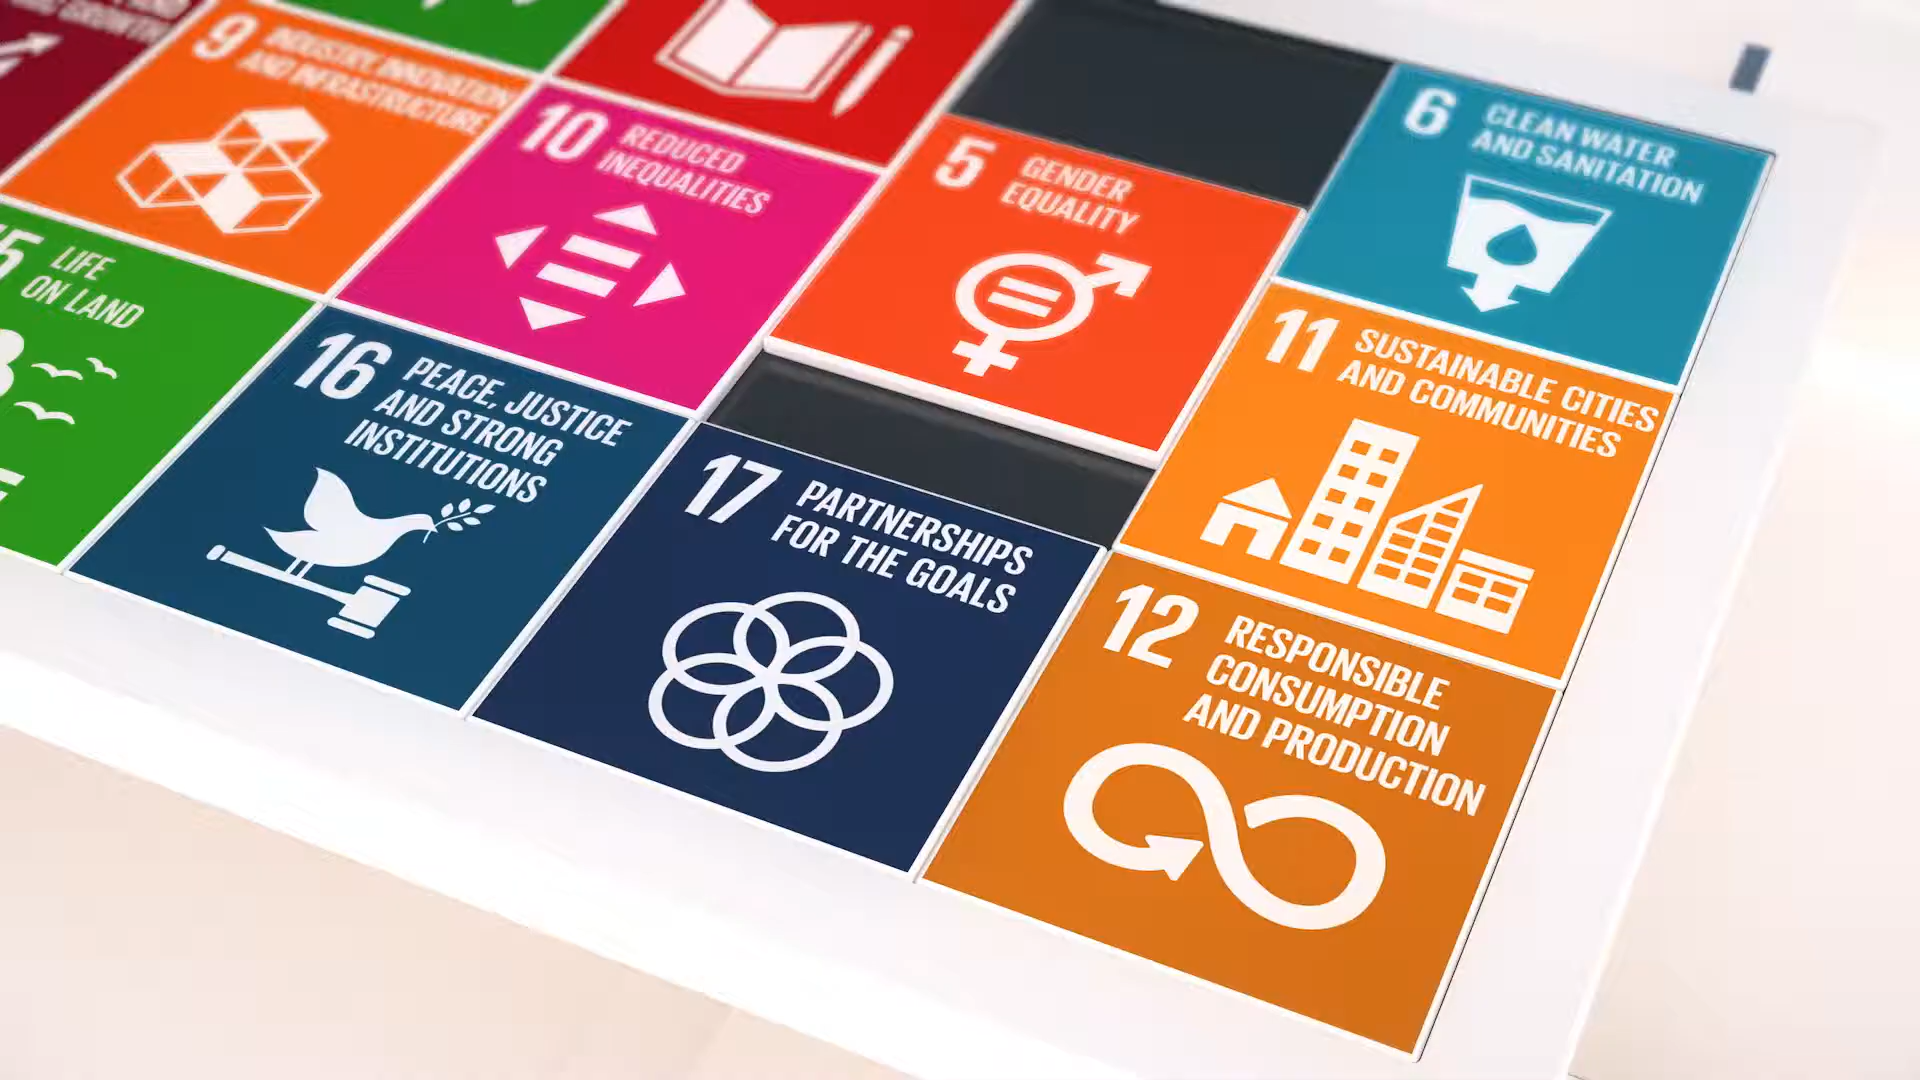 GROWTH
9
INDUSTRY, INNOVATION
AND INFRASTRUCTURE
10
REDUCED
INEQUALITIES
5
GENDER
EQUALITY
6
CLEAN WATER
AND SANITATION
15
LIFE
ON LAND
16
PEACE, JUSTICE
AND STRONG
INSTITUTIONS
17
PARTNERSHIPS
FOR THE GOALS
11
SUSTAINABLE CITIES
AND COMMUNITIES
12
RESPONSIBLE
CONSUMPTION
AND PRODUCTION